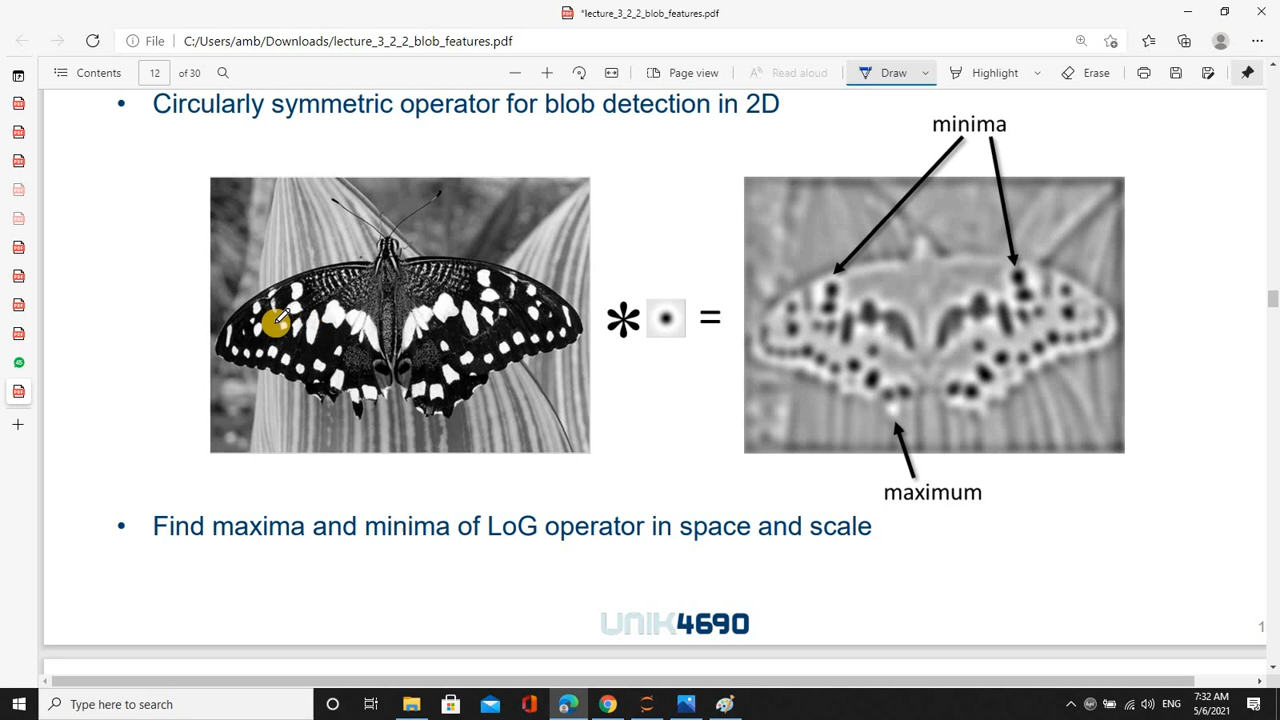 *lecture_3_2_2_blob_features.pdf
File C:/Users/amb/Downloads/lecture_3_2_2_blob_features.pdf
Contents 12 of 30 Page view Read aloud Draw Highlight Erase
• Circularly symmetric operator for blob detection in 2D
minima
* =
maximum
• Find maxima and minima of LoG operator in space and scale
UNIK4690
1
Type here to search
ENG
7:32 AM
5/6/2021